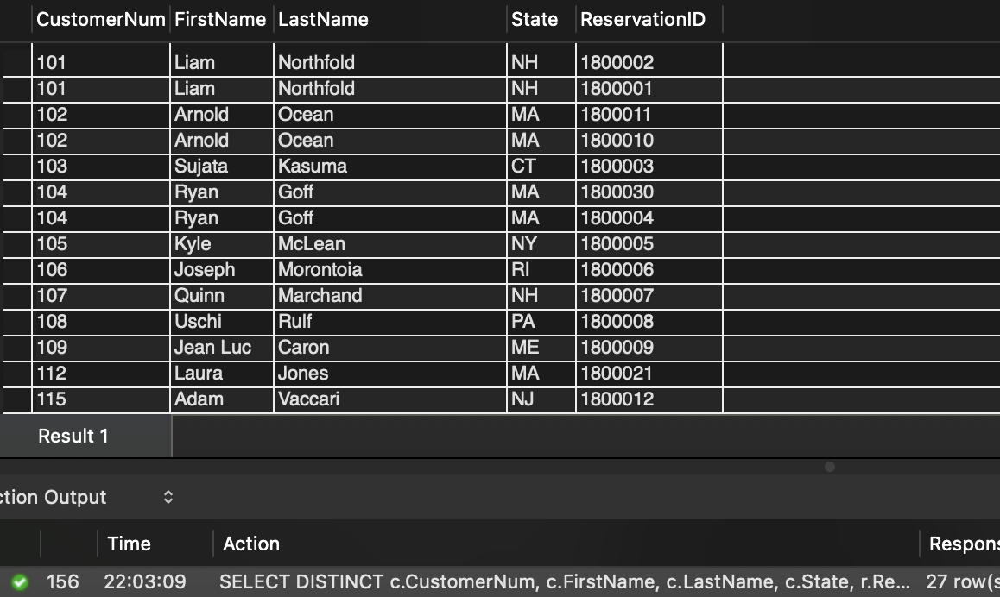 CustomerNum FirstName LastName State ReservationID
101 Liam Northfold NH 1800002
101 Liam Northfold NH 1800001
102 Arnold Ocean MA 1800011
102 Arnold Ocean MA 1800010
103 Sujata Kasuma CT 1800003
104 Ryan Goff MA 1800030
104 Ryan Goff MA 1800004
105 Kyle McLean NY 1800005
106 Joseph Morontoia RI 1800006
107 Quinn Marchand NH 1800007
108 Uschi Rulf PA 1800008
109 Jean Luc Caron ME 1800009
112 Laura Jones MA 1800021
115 Adam Vaccari NJ 1800012
Result 1
ction Output
Time Action Respons
156 22:03:09 SELECT DISTINCT c.CustomerNum, c.FirstName, c.LastName, c.State, r.Re... 27 row(s